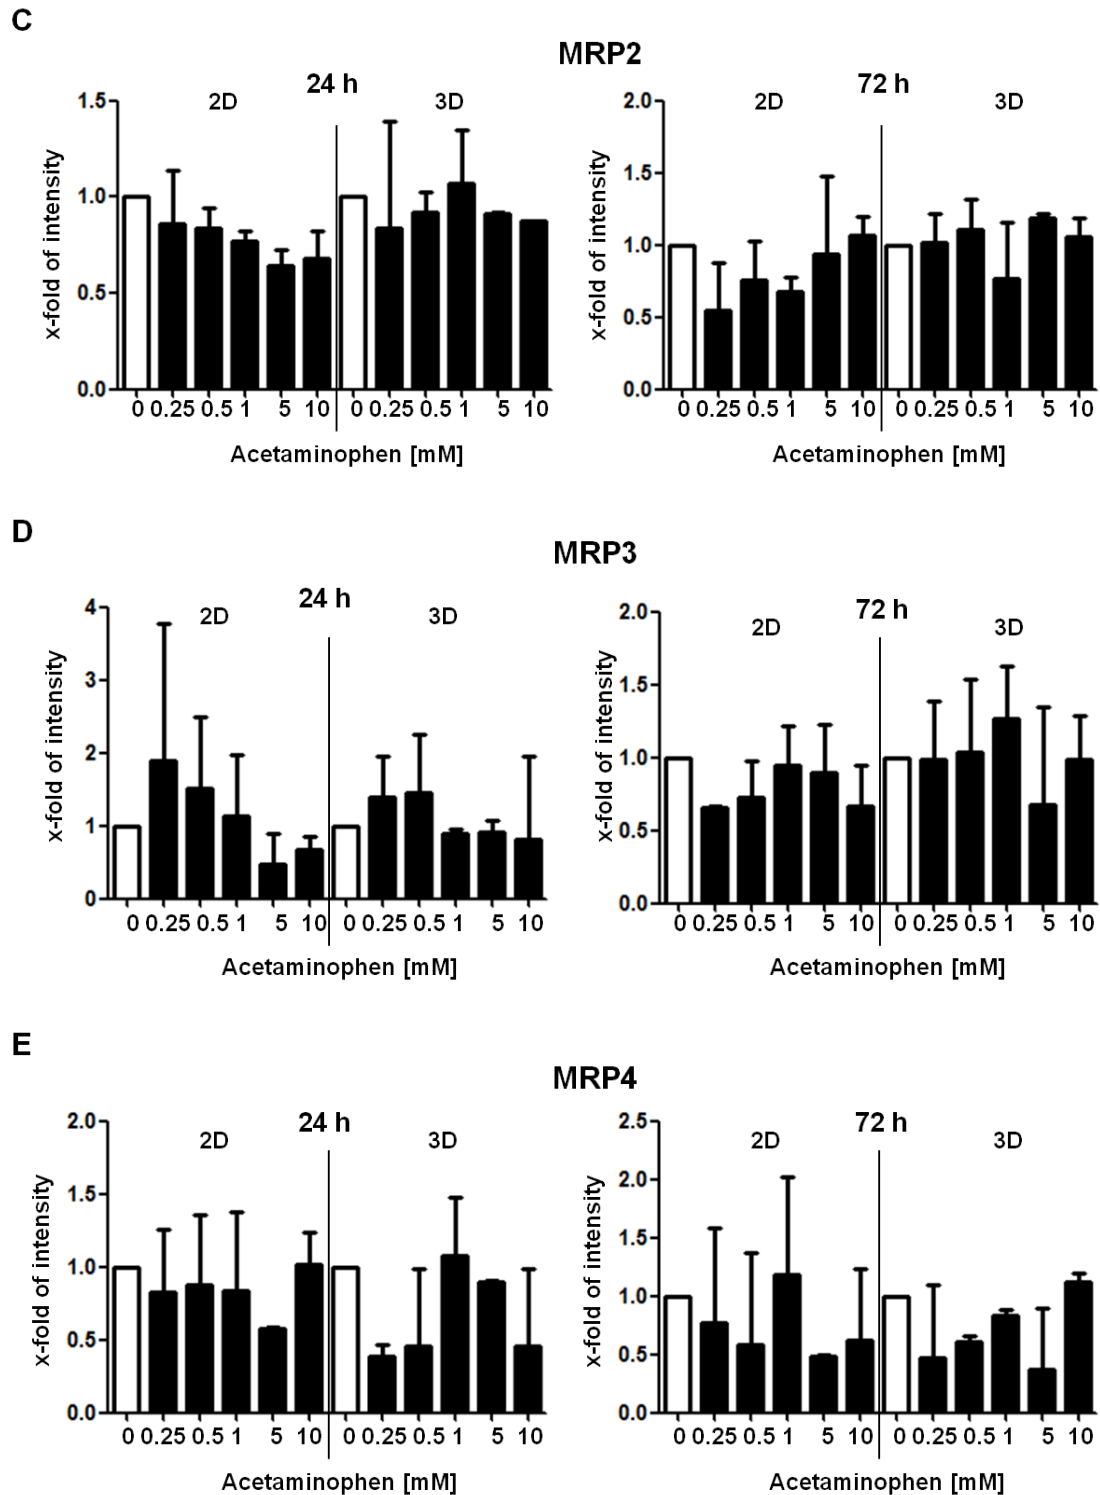 C
MRP2
24 h
72 h
2D
3D
2D
3D
x-fold of intensity
1.5
1.0
0.5
0.0
0 0.25 0.5 1 5 10 0 0.25 0.5 1 5 10
Acetaminophen [mM]
x-fold of intensity
2.0
1.5
1.0
0.5
0.0
0 0.25 0.5 1 5 10 0 0.25 0.5 1 5 10
Acetaminophen [mM]
D
MRP3
24 h
72 h
2D
3D
2D
3D
x-fold of intensity
4
3
2
1
0
0 0.25 0.5 1 5 10 0 0.25 0.5 1 5 10
Acetaminophen [mM]
x-fold of intensity
2.0
1.5
1.0
0.5
0.0
0 0.25 0.5 1 5 10 0 0.25 0.5 1 5 10
Acetaminophen [mM]
E
MRP4
24 h
72 h
2D
3D
2D
3D
x-fold of intensity
2.0
1.5
1.0
0.5
0.0
0 0.25 0.5 1 5 10 0 0.25 0.5 1 5 10
Acetaminophen [mM]
x-fold of intensity
2.5
2.0
1.5
1.0
0.5
0.0
0 0.25 0.5 1 5 10 0 0.25 0.5 1 5 10
Acetaminophen [mM]